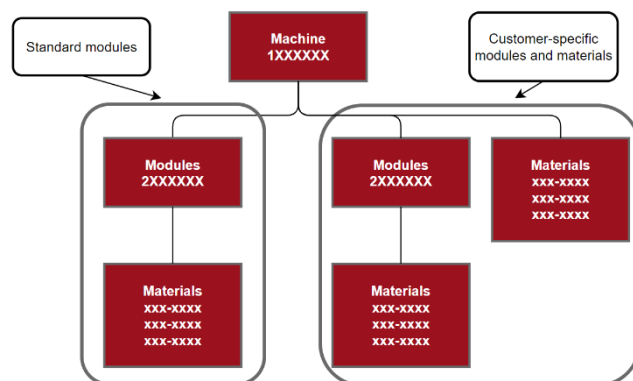 Standard modules
Machine
1XXXXXX
Customer-specific
modules and materials
Modules
2XXXXXX
Modules
2XXXXXX
Materials
xxx-xxxx
xxx-xxxx
xxx-xxxx
Materials
xxx-xxxx
xxx-xxxx
xxx-xxxx
Materials
xxx-xxxx
xxx-xxxx
xxx-xxxx